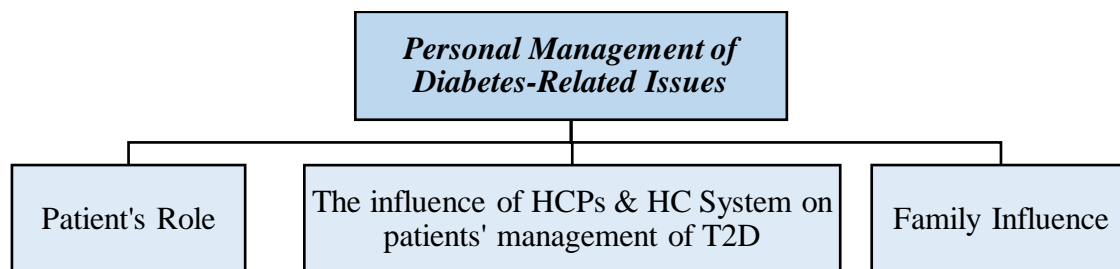 Personal Management of
Diabetes-Related Issues
Patient's Role
The influence of HCPs & HC System on
patients' management of T2D
Family Influence